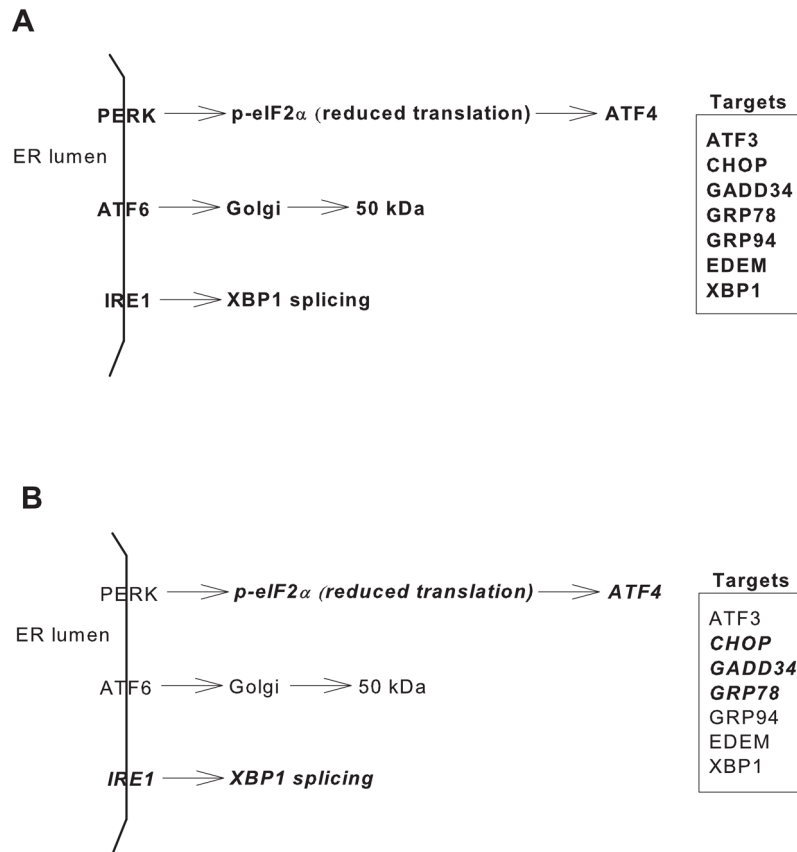 A
PERK p-eIF2α (reduced translation) ATF4
ER lumen
ATF6 Golgi 50 kDa
IRE1 XBP1 splicing
Targets
ATF3
CHOP
GADD34
GRP78
GRP94
EDEM
XBP1
B
PERK p-eIF2α (reduced translation) ATF4
ER lumen
ATF6 Golgi 50 kDa
IRE1 XBP1 splicing
Targets
ATF3
CHOP
GADD34
GRP78
GRP94
EDEM
XBP1